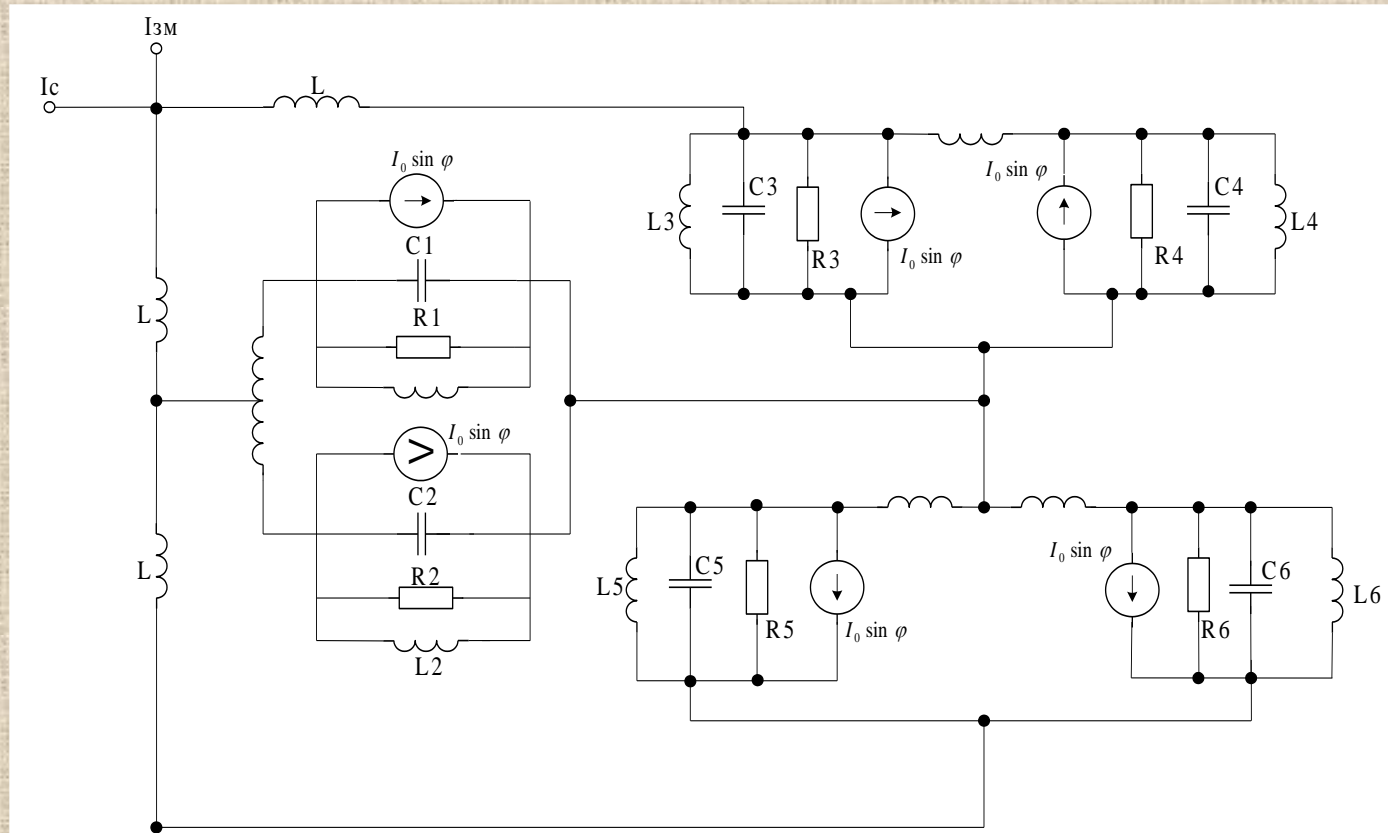 Iзм
Ic
L
I₀ sin φ
C1
R1
L
I₀ sin φ
C2
R2
L2
L
L3
C3
R3
I₀ sin φ
I₀ sin φ
R4
C4
L4
L5
C5
R5
I₀ sin φ
I₀ sin φ
R6
C6
L6